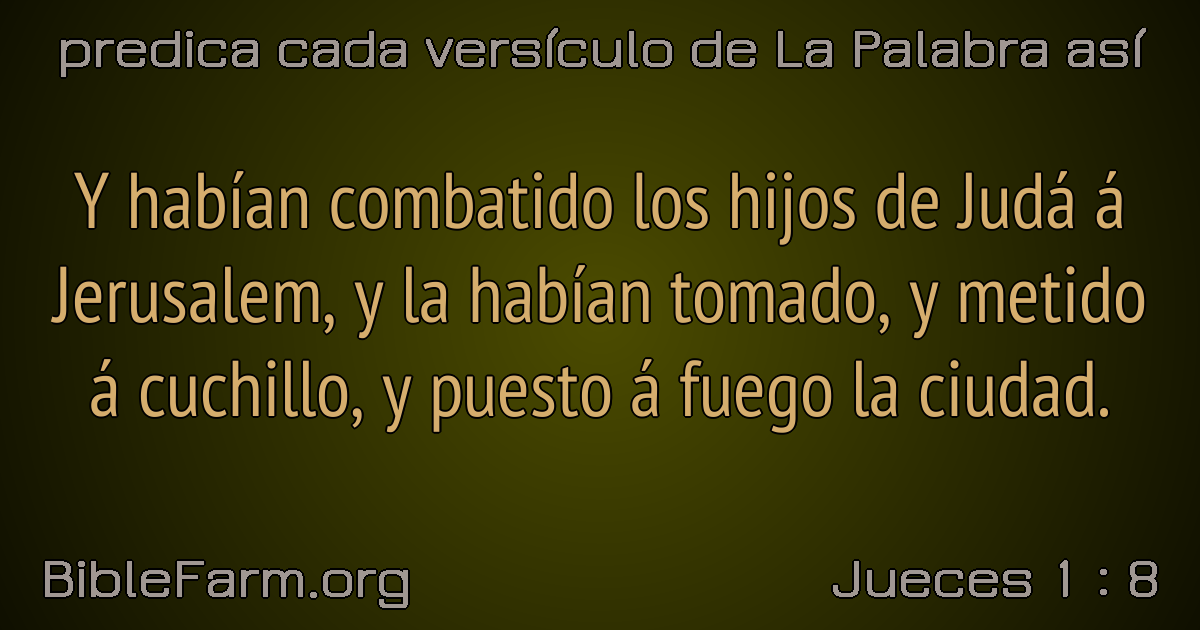 predica cada versículo de La Palabra así
Y habían combatido los hijos de Judá á
Jerusalem, y la habían tomado, y metido
á cuchillo, y puesto á fuego la ciudad.
BibleFarm.org
Jueces 1 : 8